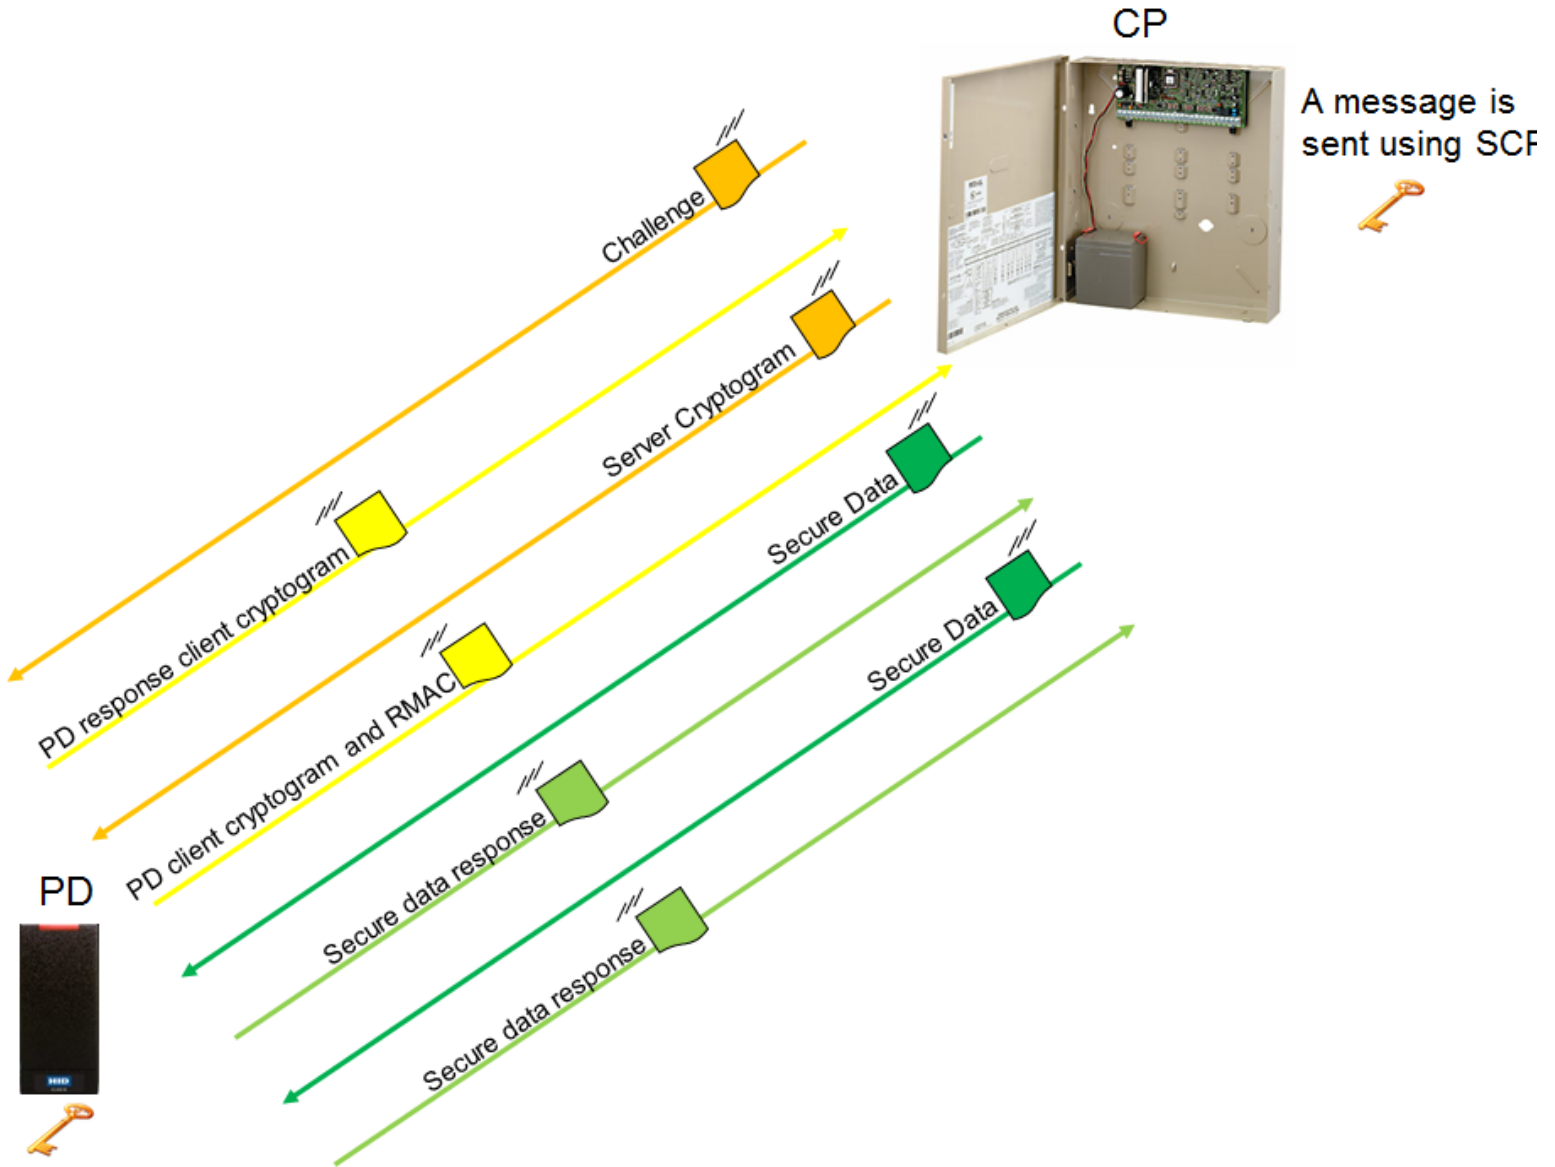 CP
A message is
sent using SCP
Challenge
PD response client cryptogram
Server Cryptogram
PD client cryptogram and RMAC
Secure Data
Secure data response
Secure Data
Secure data response
PD
HID